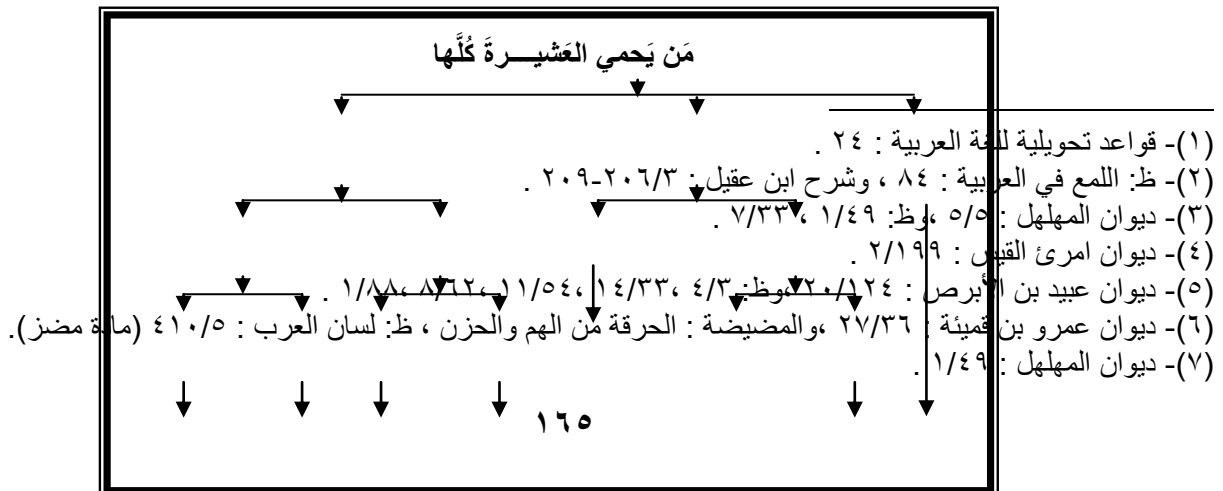 مَن يَحمي العَشيـــرةَ كُلَّها
(١)- قواعد تحويلية للغة العربية : ٢٤ .
(٢)- ظ: اللمع في العربية : ٨٤ ، وشرح ابن عقيل : ٢٠٦/٣-٢٠٩ .
(٣)- ديوان المهلهل : ٥/٥ ،وظ: ١/٤٩ ، ٧/٣٣ .
(٤)- ديوان امرئ القيس : ٢/١٩٩ .
(٥)- ديوان عبيد بن الأبرص : ٢٠/١٢٤ ،وظ: ٤/٣ ،١٤/٣٣ ،١١/٥٤ ،٨/٦٢ ،١/٨٨ .
(٦)- ديوان عمرو بن قميئة : ٢٧/٣٦ ،والمضيضة : الحرقة من الهم والحزن ، ظ: لسان العرب : ٤١٠/٥ (مادة مضز).
(٧)- ديوان المهلهل : ١/٤٩ .
١٦٥